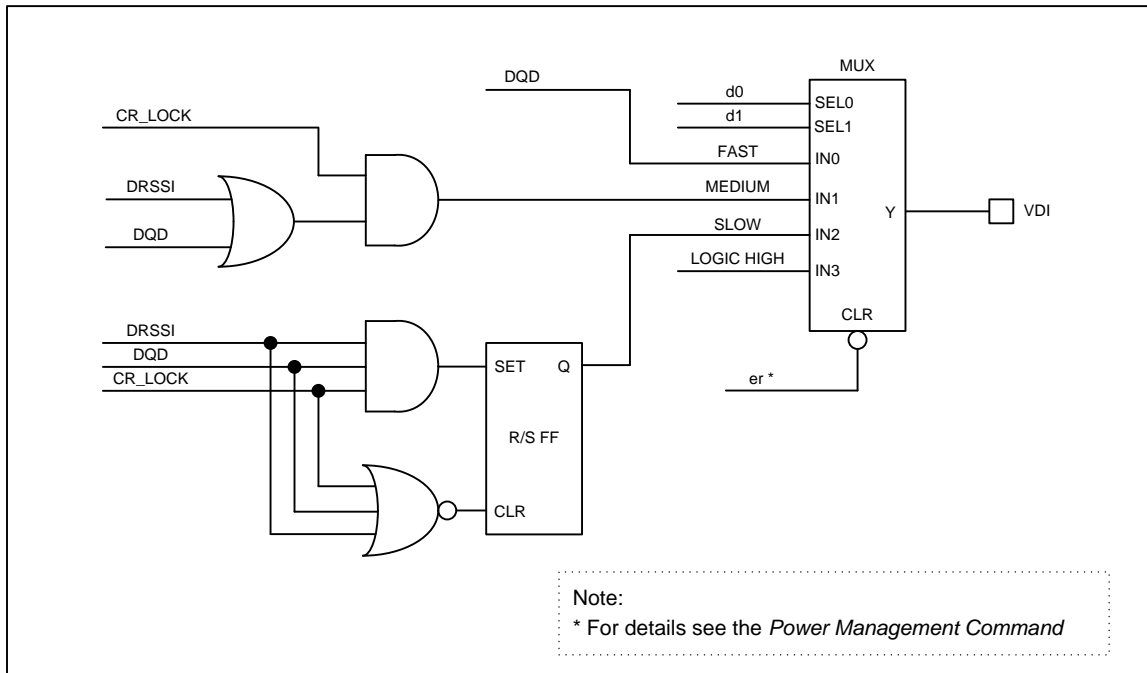 MUX
DQD
d0
SEL0
d1
SEL1
CR_LOCK
FAST
IN0
DRSSI
MEDIUM
IN1
Y
VDI
DQD
SLOW
IN2
LOGIC HIGH
IN3
CLR
DRSSI
DQD
SET
Q
CR_LOCK
er *
R/S FF
CLR
Note:
* For details see the Power Management Command